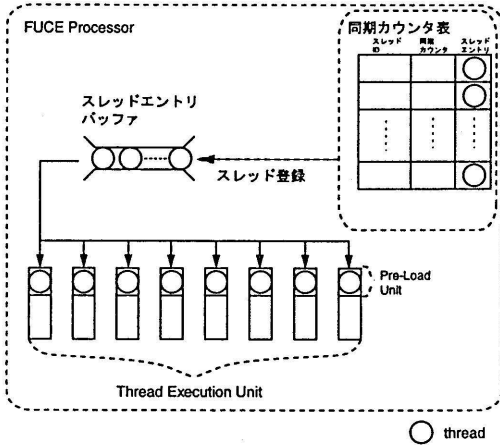 FUCE Processor
同期カウンタ表
スレッド
ID
同期
カウンタ
スレッド
エントリ
スレッドエントリ
バッファ
スレッド登録
Pre-Load
Unit
Thread Execution Unit
thread